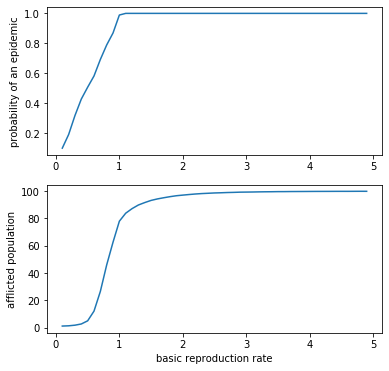 probability of an epidemic
1.0
0.8
0.6
0.4
0.2
0 1 2 3 4 5
afflicted population
100
80
60
40
20
0
0 1 2 3 4 5
basic reproduction rate